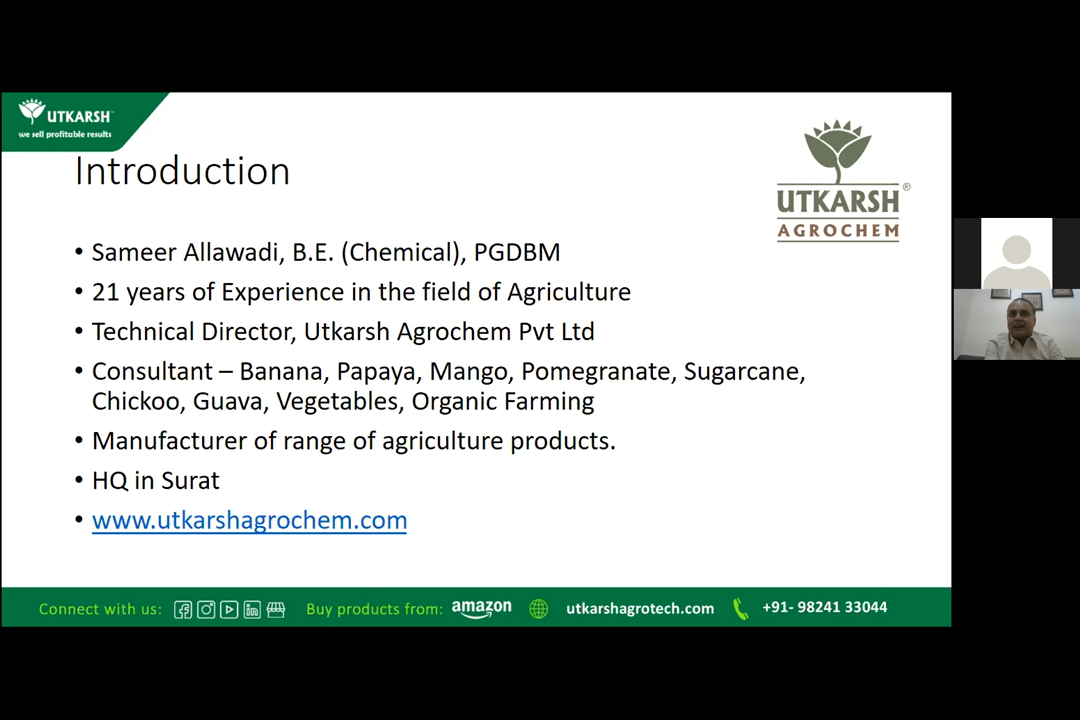 UTKARSH
we sell profitable results
Introduction
UTKARSH®
AGROCHEM
• Sameer Allawadi, B.E. (Chemical), PGDBM
• 21 years of Experience in the field of Agriculture
• Technical Director, Utkarsh Agrochem Pvt Ltd
• Consultant – Banana, Papaya, Mango, Pomegranate, Sugarcane,
Chickoo, Guava, Vegetables, Organic Farming
• Manufacturer of range of agriculture products.
• HQ in Surat
• www.utkarshagrochem.com
Connect with us: Buy products from: amazon utkarshagrotech.com +91- 98241 33044